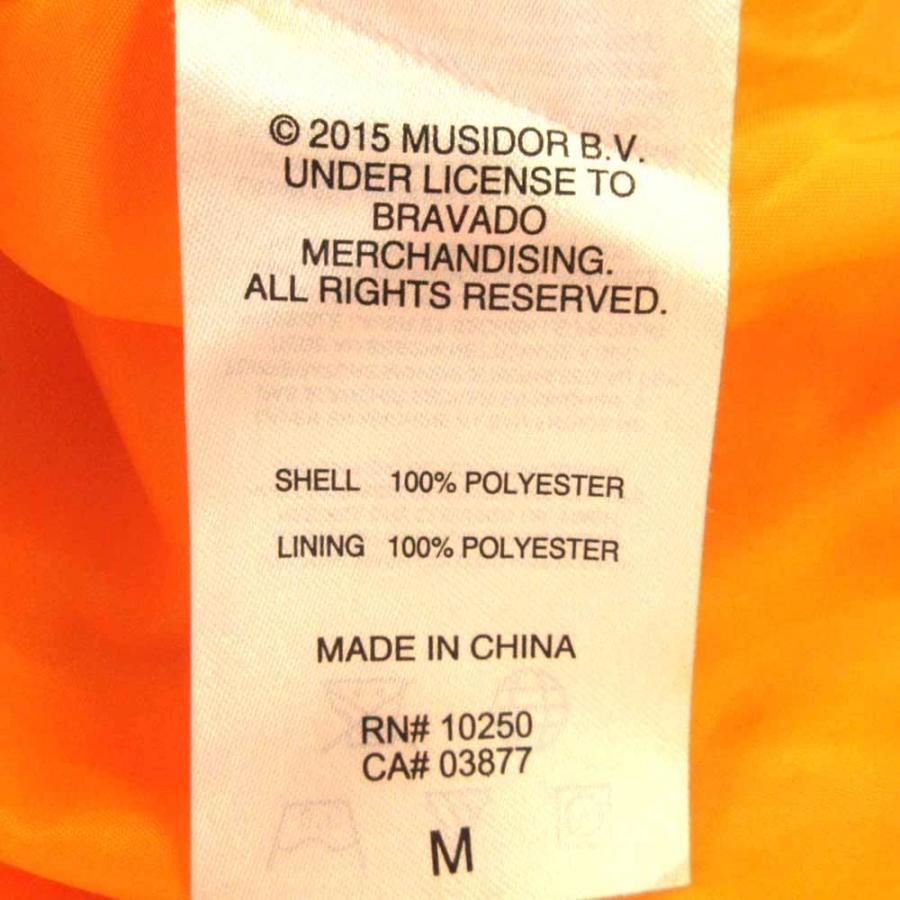 © 2015 MUSIDOR B.V.
UNDER LICENSE TO
BRAVADO
MERCHANDISING.
ALL RIGHTS RESERVED.
SHELL 100% POLYESTER
LINING 100% POLYESTER
MADE IN CHINA
RN# 10250
CA# 03877
M